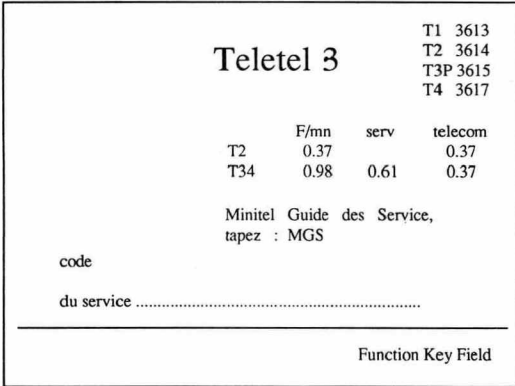 T1 3613
Teletel 3
T2 3614
T3P 3615
T4 3617
F/mn serv telecom
T2 0.37 0.37
T34 0.98 0.61 0.37
Minitel Guide des Service,
tapez : MGS
code
du service ................................................................
Function Key Field